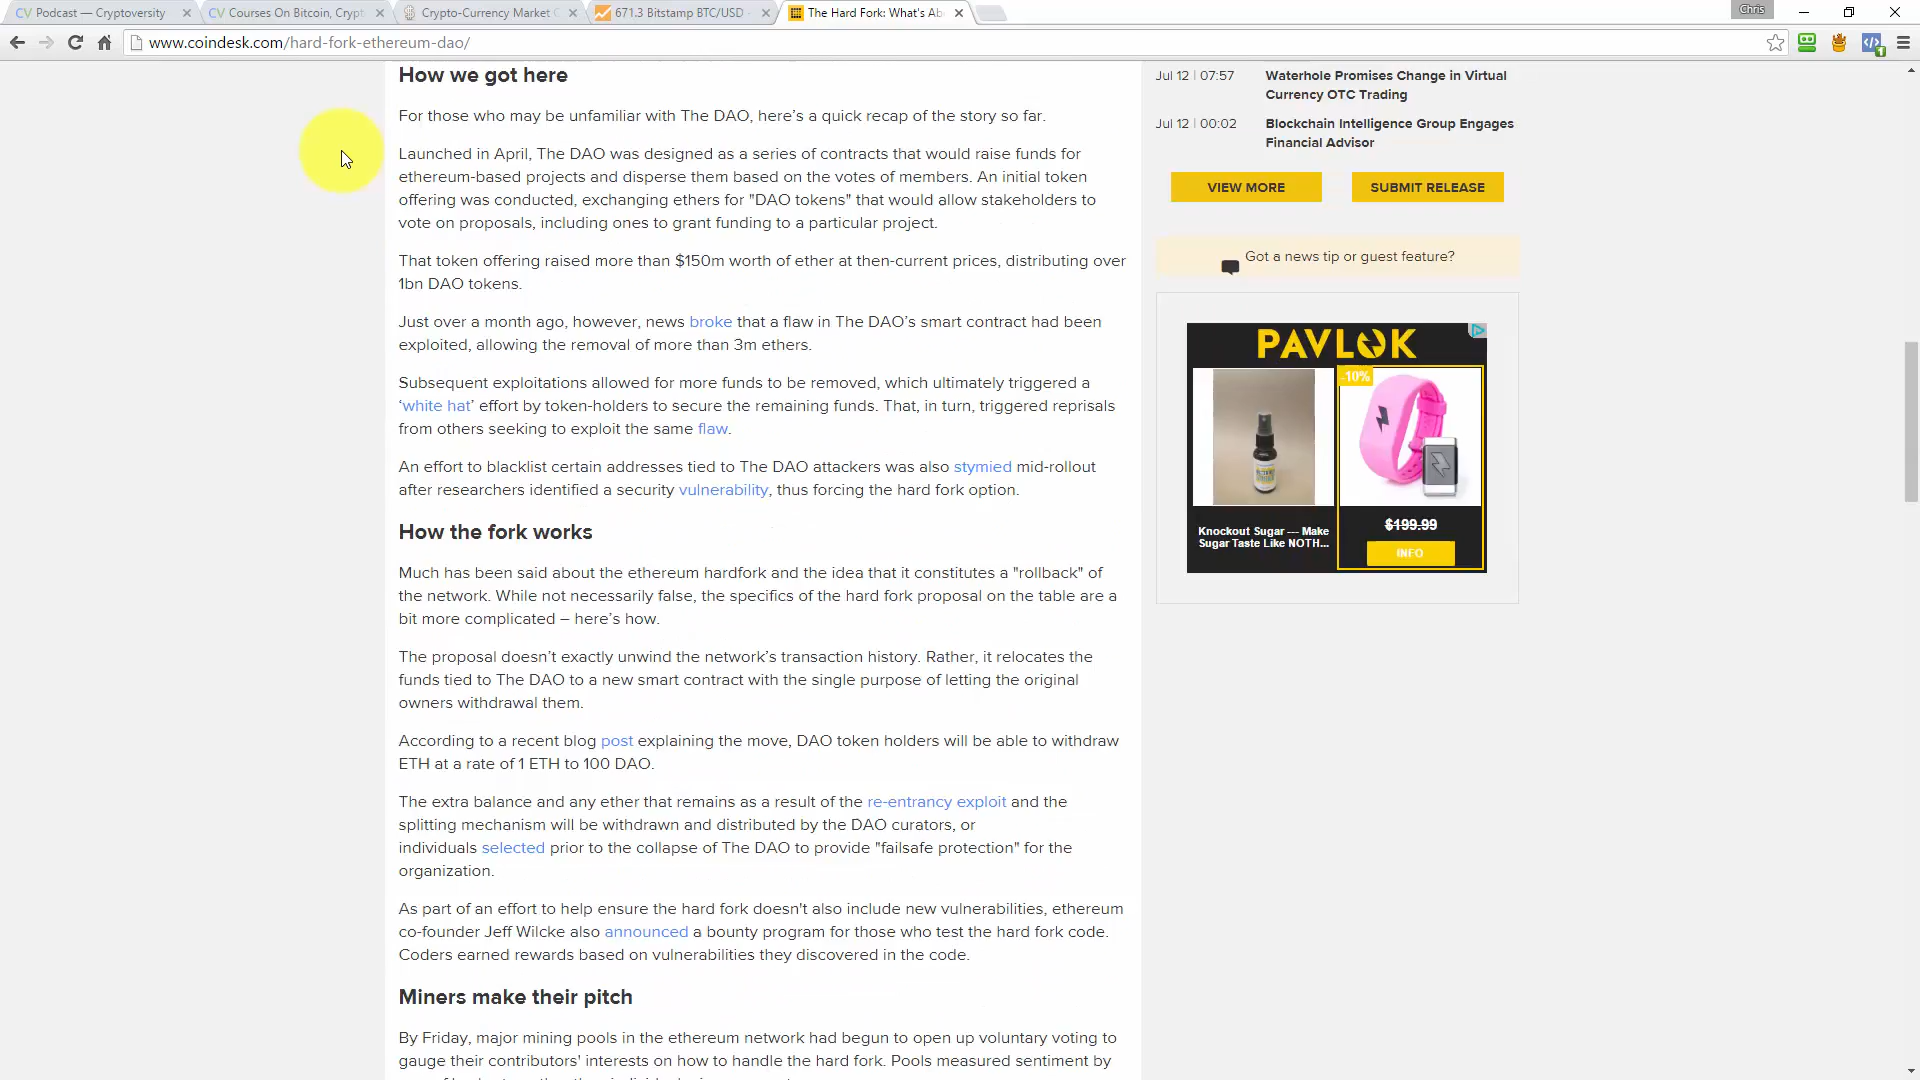 CV Podcast — Cryptoversity
CV Courses On Bitcoin, Crypt
Crypto-Currency Market C
671.3 Bitstamp BTC/USD
The Hard Fork: What's Ab
Chris
www.coindesk.com/hard-fork-ethereum-dao/
How we got here
For those who may be unfamiliar with The DAO, here’s a quick recap of the story so far.
Launched in April, The DAO was designed as a series of contracts that would raise funds for
ethereum-based projects and disperse them based on the votes of members. An initial token
offering was conducted, exchanging ethers for "DAO tokens" that would allow stakeholders to
vote on proposals, including ones to grant funding to a particular project.
That token offering raised more than $150m worth of ether at then-current prices, distributing over
1bn DAO tokens.
Just over a month ago, however, news broke that a flaw in The DAO’s smart contract had been
exploited, allowing the removal of more than 3m ethers.
Subsequent exploitations allowed for more funds to be removed, which ultimately triggered a
‘white hat’ effort by token-holders to secure the remaining funds. That, in turn, triggered reprisals
from others seeking to exploit the same flaw.
An effort to blacklist certain addresses tied to The DAO attackers was also stymied mid-rollout
after researchers identified a security vulnerability, thus forcing the hard fork option.
How the fork works
Much has been said about the ethereum hardfork and the idea that it constitutes a "rollback" of
the network. While not necessarily false, the specifics of the hard fork proposal on the table are a
bit more complicated – here’s how.
The proposal doesn’t exactly unwind the network’s transaction history. Rather, it relocates the
funds tied to The DAO to a new smart contract with the single purpose of letting the original
owners withdrawal them.
According to a recent blog post explaining the move, DAO token holders will be able to withdraw
ETH at a rate of 1 ETH to 100 DAO.
The extra balance and any ether that remains as a result of the re-entrancy exploit and the
splitting mechanism will be withdrawn and distributed by the DAO curators, or
individuals selected prior to the collapse of The DAO to provide "failsafe protection" for the
organization.
As part of an effort to help ensure the hard fork doesn't also include new vulnerabilities, ethereum
co-founder Jeff Wilcke also announced a bounty program for those who test the hard fork code.
Coders earned rewards based on vulnerabilities they discovered in the code.
Miners make their pitch
By Friday, major mining pools in the ethereum network had begun to open up voluntary voting to
gauge their contributors' interests on how to handle the hard fork. Pools measured sentiment by
Jul 12 | 07:57 Waterhole Promises Change in Virtual
Currency OTC Trading
Jul 12 | 00:02 Blockchain Intelligence Group Engages
Financial Advisor
VIEW MORE
SUBMIT RELEASE
Got a news tip or guest feature?
PAVLOK
-10%
Knockout Sugar --- Make
Sugar Taste Like NOTH...
$199.99
INFO